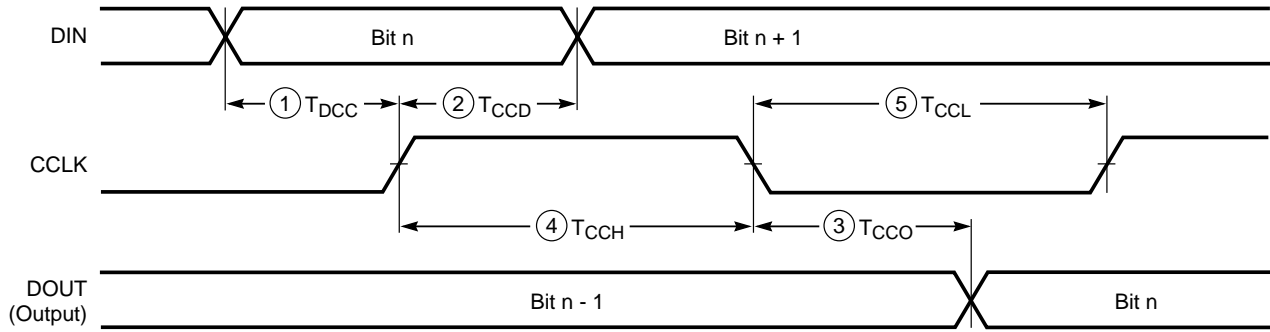 DIN
Bit n
Bit n + 1
1 TDCC
2 TCCD
5 TCCL
CCLK
4 TCCH
3 TCCO
DOUT
(Output)
Bit n - 1
Bit n